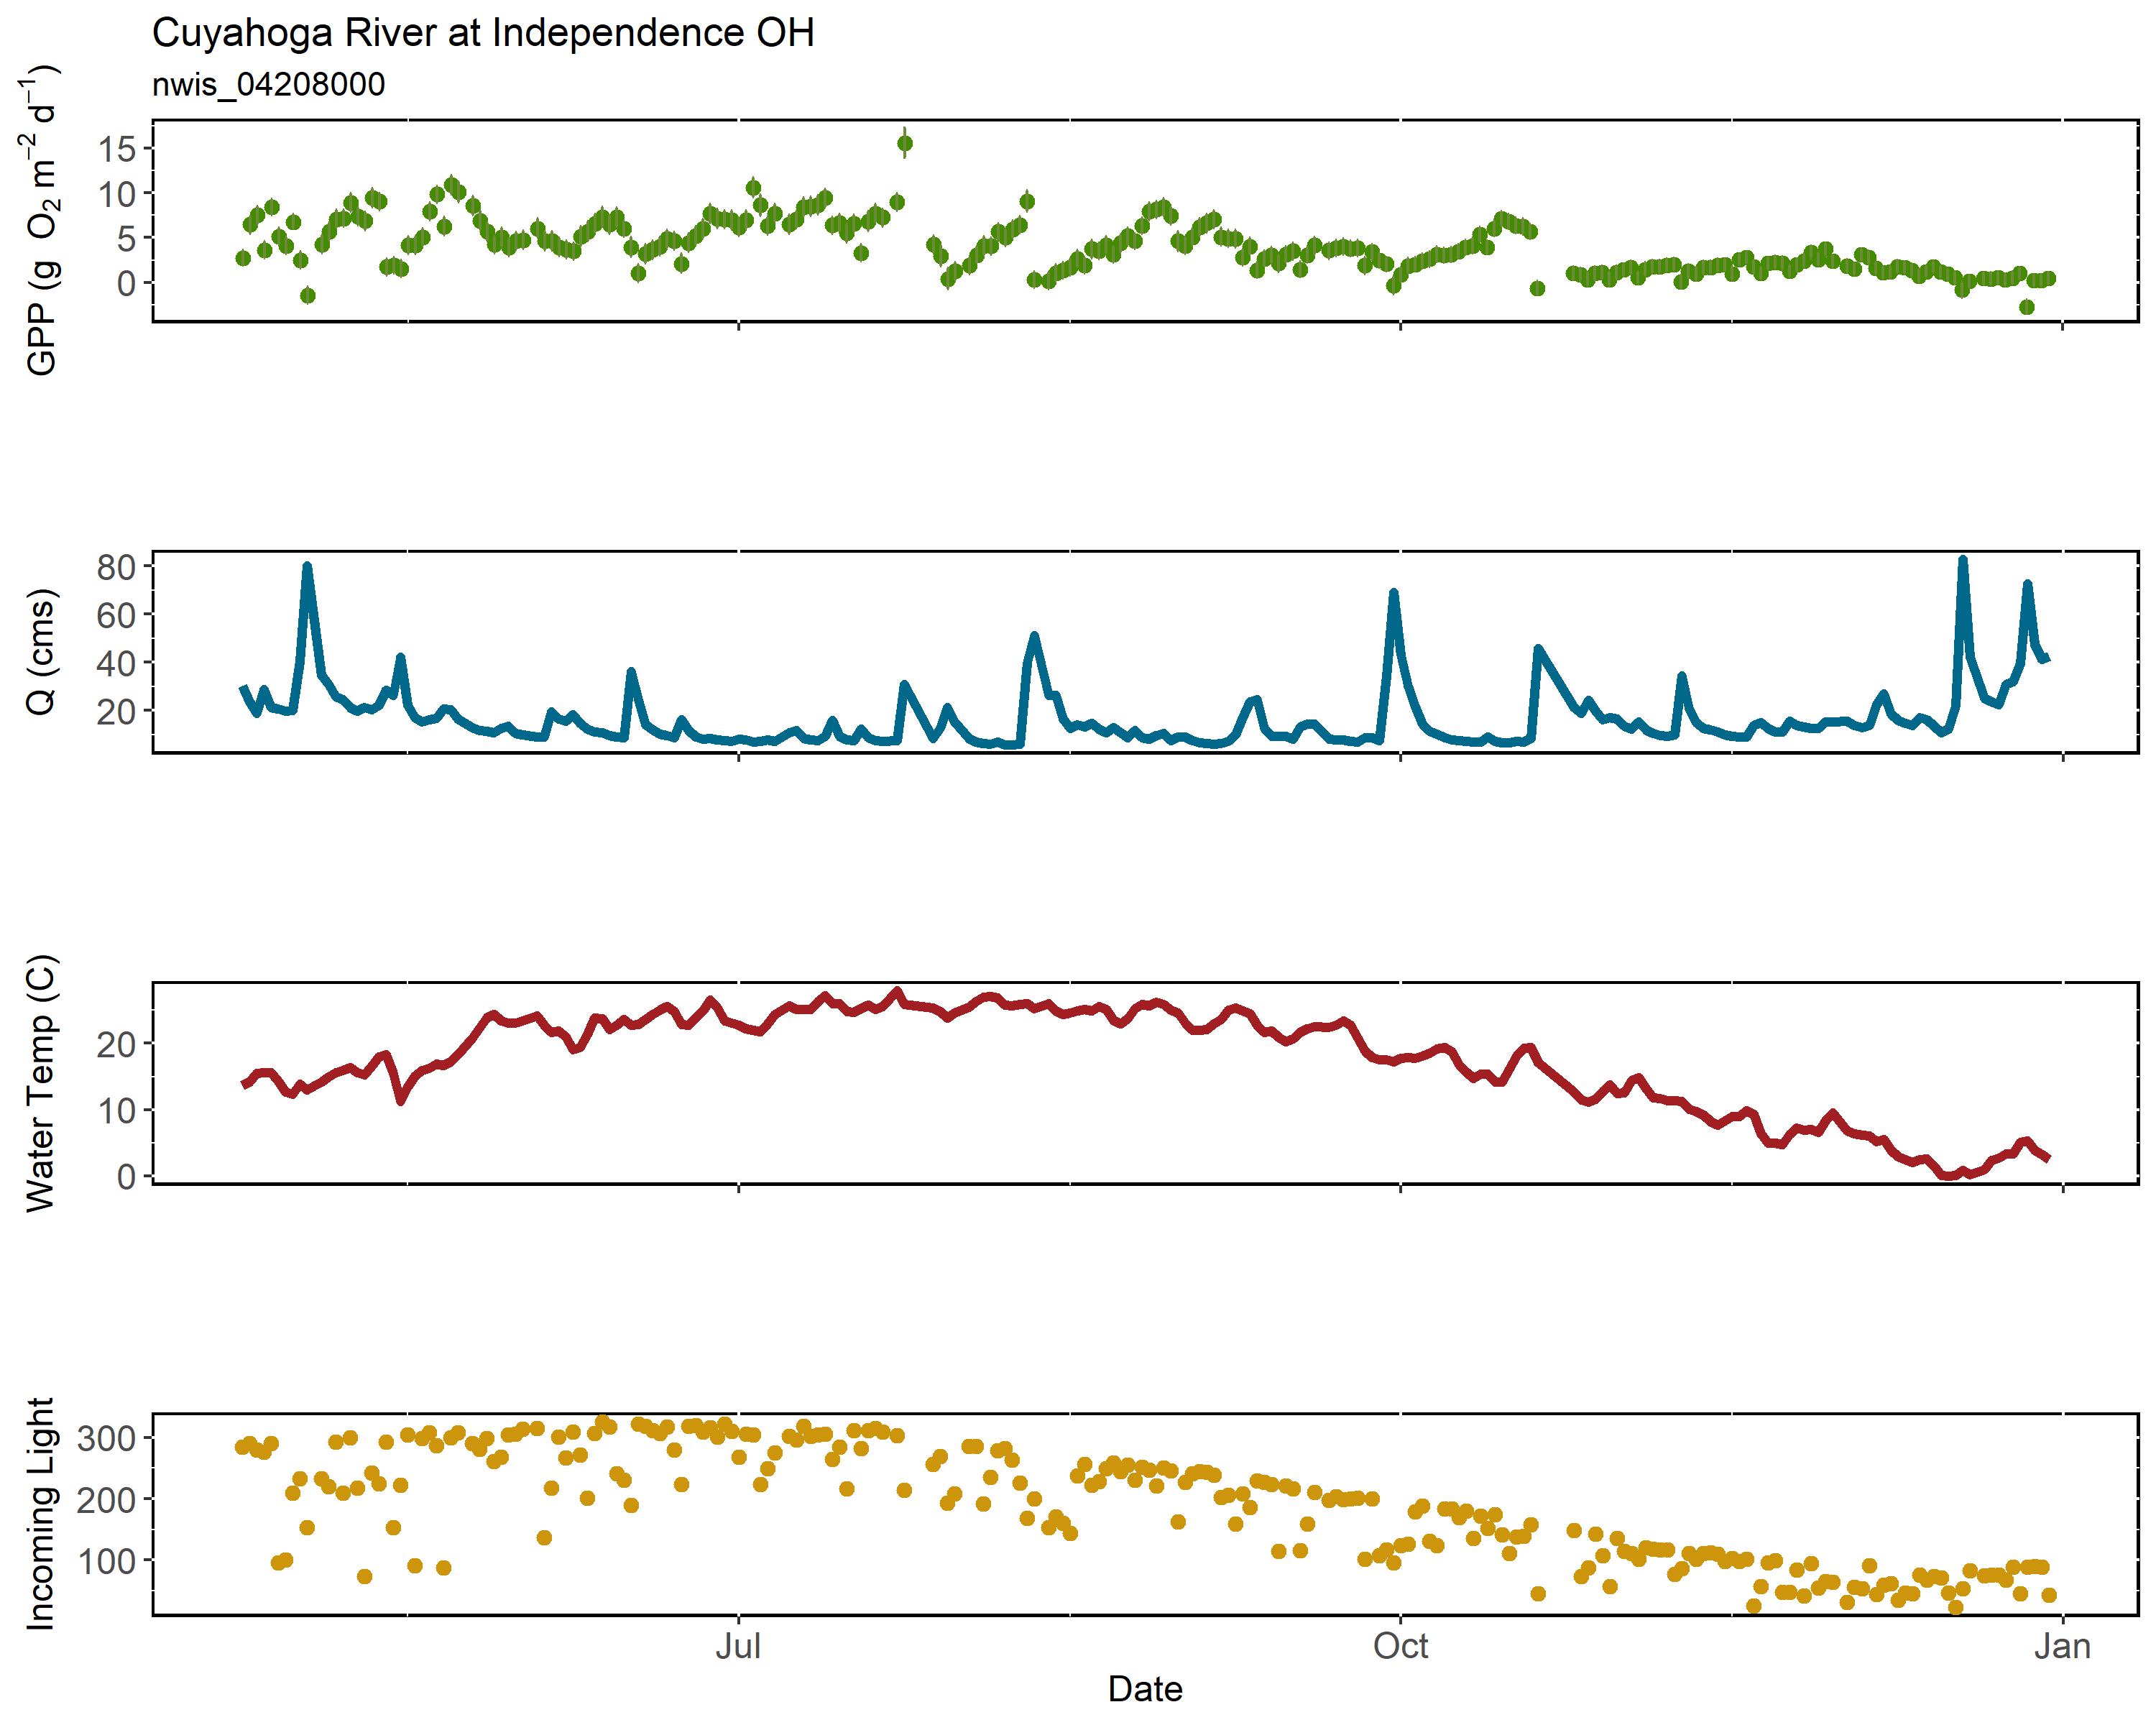 Cuyahoga River at Independence OH
nwis_04208000
GPP (g O₂ m⁻² d⁻¹)
15
10
5
0
Q (cms)
80
60
40
20
Water Temp (C)
20
10
0
Incoming Light
300
200
100
Jul Oct Jan
Date